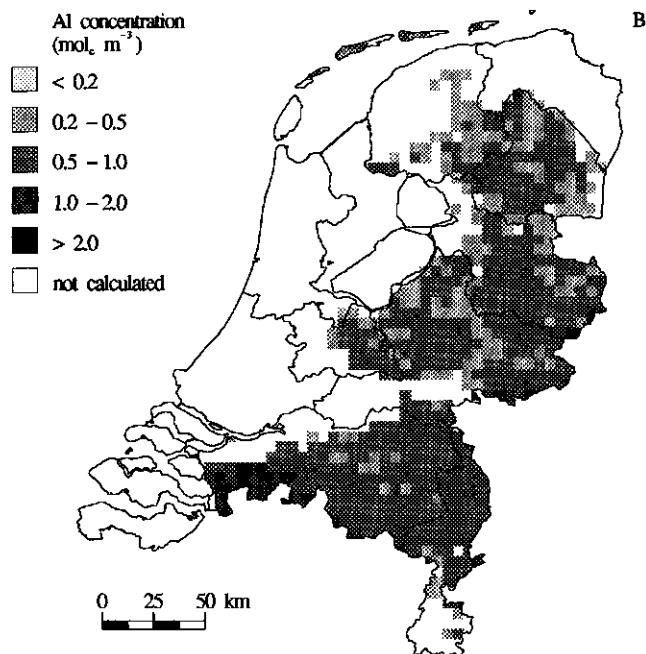 Al concentration
(mol_c m⁻³)
< 0.2
0.2 – 0.5
0.5 – 1.0
1.0 – 2.0
> 2.0
not calculated
B
0 25 50 km